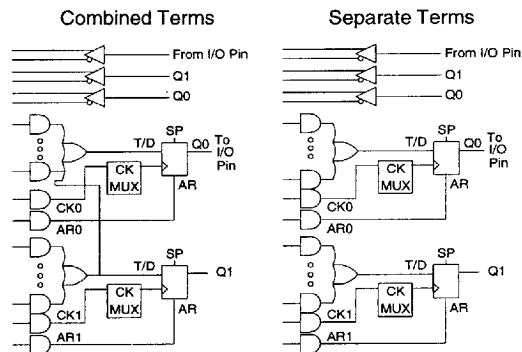 Combined Terms
From I/O Pin
Q1
Q0
SP
T/D
Q0
To
I/O
Pin
CK
MUX
AR
CK0
AR0
SP
T/D
Q1
CK
MUX
AR
CK1
AR1
Separate Terms
From I/O Pin
Q1
Q0
SP
T/D
Q0
To
I/O
Pin
CK
MUX
AR
CK0
AR0
SP
T/D
Q1
CK
MUX
AR
CK1
AR1